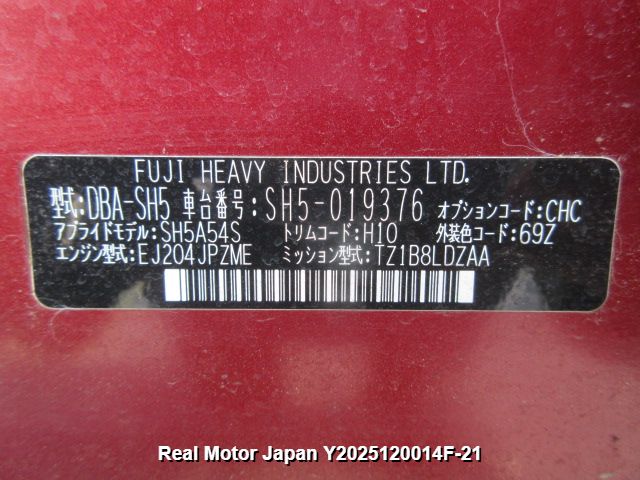 FUJI HEAVY INDUSTRIES LTD.
型式:DBA-SH5 車台番号:SH5-019376 オプションコード:CHC
アプライドモデル:SH5A54S トリムコード:H10 外装色コード:69Z
エンジン型式:EJ204JPZME ミッション型式:TZ1B8LDZAA
Real Motor Japan Y2025120014F-21